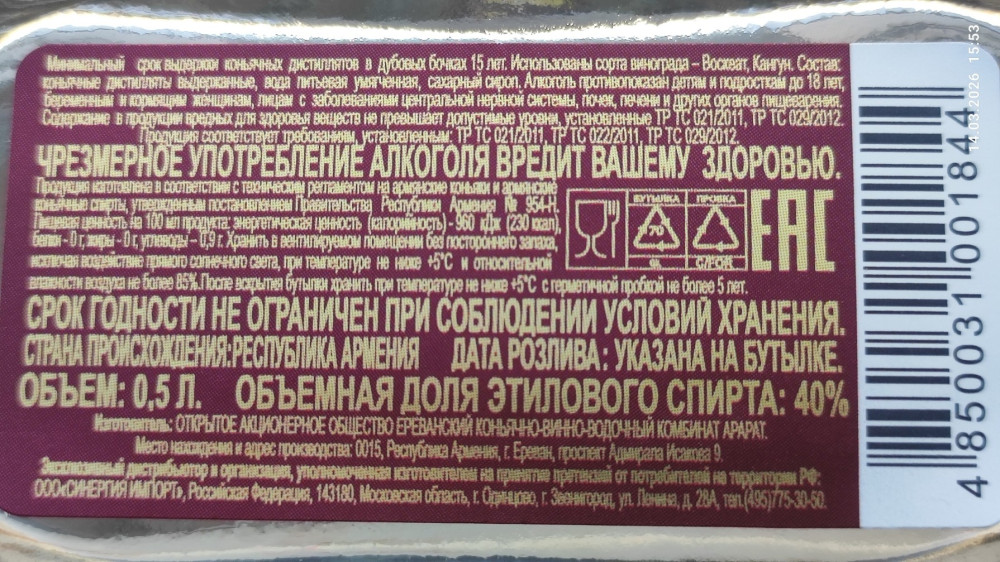 Минимальный срок выдержки коньячных дистиллятов в дубовых бочках 15 лет. Использованы сорта винограда – Воскеат, Кангун. Состав:
коньячные дистилляты выдержанные, вода питьевая умягченная, сахарный сироп. Алкоголь противопоказан детям и подросткам до 18 лет,
беременным и кормящим женщинам, лицам с заболеваниями центральной нервной системы, почек, печени и других органов пищеварения.
Содержание в продукции вредных для здоровья веществ не превышает допустимые уровни, установленные ТР ТС 021/2011, ТР ТС 029/2012.
Продукция соответствует требованиям, установленным: ТР ТС 021/2011, ТР ТС 022/2011, ТР ТС 029/2012.
ЧРЕЗМЕРНОЕ УПОТРЕБЛЕНИЕ АЛКОГОЛЯ ВРЕДИТ ВАШЕМУ ЗДОРОВЬЮ.
Продукция изготовлена в соответствии с техническим регламентом на армянские коньяки и армянские
коньячные спирты, утвержденным постановлением Правительства Республики Армения № 954-Н.
Пищевая ценность на 100 мл продукта: энергетическая ценность (калорийность) - 960 кДж (230 ккал),
белки - 0 г, жиры - 0 г, углеводы – 0,9 г. Хранить в вентилируемом помещении без постороннего запаха,
исключая воздействие прямого солнечного света, при температуре не ниже +5°С и относительной
влажности воздуха не более 85%.После вскрытия бутылки хранить при температуре не ниже +5°С с герметичной пробкой не более 5 лет.
БУТЫЛКА ПРОБКА
70
GL C/FOR
EAC
СРОК ГОДНОСТИ НЕ ОГРАНИЧЕН ПРИ СОБЛЮДЕНИИ УСЛОВИЙ ХРАНЕНИЯ.
СТРАНА ПРОИСХОЖДЕНИЯ:РЕСПУБЛИКА АРМЕНИЯ ДАТА РОЗЛИВА: УКАЗАНА НА БУТЫЛКЕ.
ОБЪЕМ: 0,5 Л. ОБЪЕМНАЯ ДОЛЯ ЭТИЛОВОГО СПИРТА: 40%
Изготовитель: ОТКРЫТОЕ АКЦИОНЕРНОЕ ОБЩЕСТВО ЕРЕВАНСКИЙ КОНЬЯЧНО-ВИННО-ВОДОЧНЫЙ КОМБИНАТ АРАРАТ.
Место нахождения и адрес производства: 0015, Республика Армения, г. Ереван, проспект Адмирала Исакова 9.
Эксклюзивный дистрибьютор и организация, уполномоченная изготовителем на принятие претензий от потребителей на территории РФ:
ООО«СИНЕРГИЯ ИМПОРТ», Российская Федерация, 143180, Московская область, г. Одинцово, г. Звенигород, ул. Ленина, д. 28А, тел.(495)775-30-50.
4 850031 001844
14.03.2026 15:53